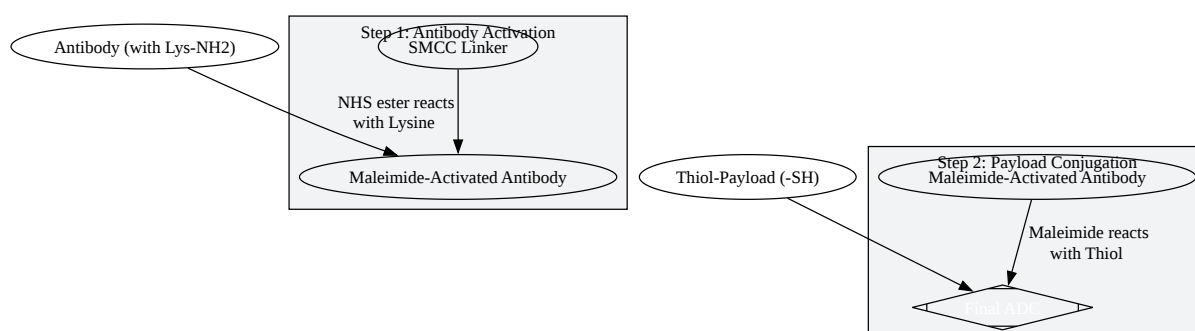 Step 1: Antibody Activation
Antibody (with Lys-NH2)
SMCC Linker
NHS ester reacts
with Lysine
Maleimide-Activated Antibody
Step 2: Payload Conjugation
Thiol-Payload (-SH)
Maleimide-Activated Antibody
Maleimide reacts
with Thiol
Final ADC